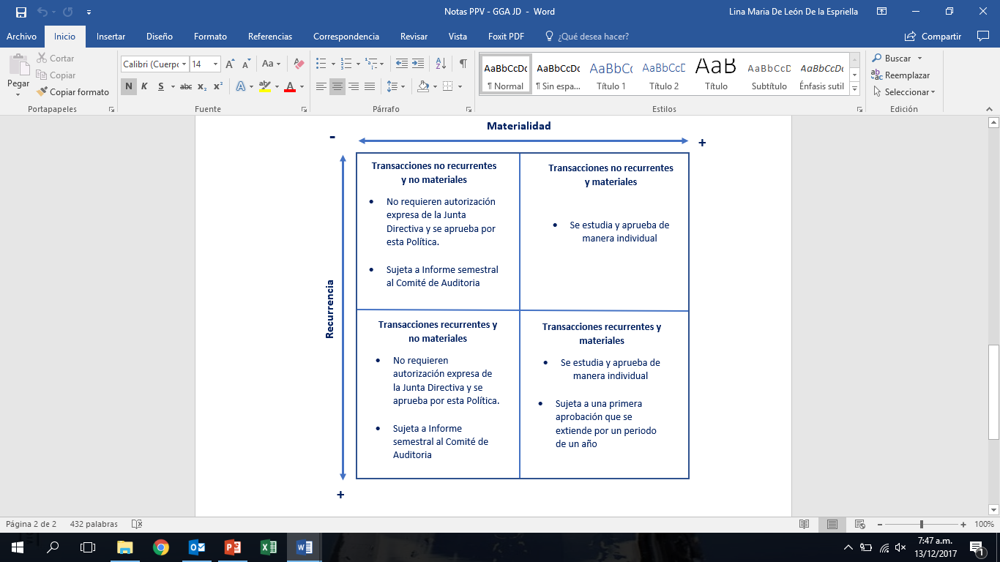 Notas PPV - GGA JD - Word
Lina Maria De León De la Espriella
Archivo Inicio Insertar Diseño Formato Referencias Correspondencia Revisar Vista Foxit PDF ¿Qué desea hacer? Compartir
Pegar
Cortar
Copiar
Copiar formato
Portapapeles
Calibri (Cuerpo 14
N K S abc x₂ x²
Fuente
Párrafo
AaBbCcDc AaBbCcDc AaBbCc AaBbCcD AaB AaBbCcD AaBbCcDc
¶ Normal ¶ Sin espa... Título 1 Título 2 Título Subtítulo Énfasis sutil
Estilos
Buscar
Reemplazar
Seleccionar
Edición
Materialidad
-
+
Recurrencia
+
Transacciones no recurrentes
y no materiales
• No requieren autorización
expresa de la Junta
Directiva y se aprueba por
esta Política.
• Sujeta a Informe semestral
al Comité de Auditoria
Transacciones no recurrentes
y materiales
• Se estudia y aprueba de
manera individual
Transacciones recurrentes y
no materiales
• No requieren
autorización expresa de
la Junta Directiva y se
aprueba por esta Política.
• Sujeta a Informe
semestral al Comité de
Auditoria
Transacciones recurrentes y
materiales
• Se estudia y aprueba de
manera individual
• Sujeta a una primera
aprobación que se
extiende por un periodo
de un año
Página 2 de 2 432 palabras
100%
7:47 a.m.
13/12/2017
1